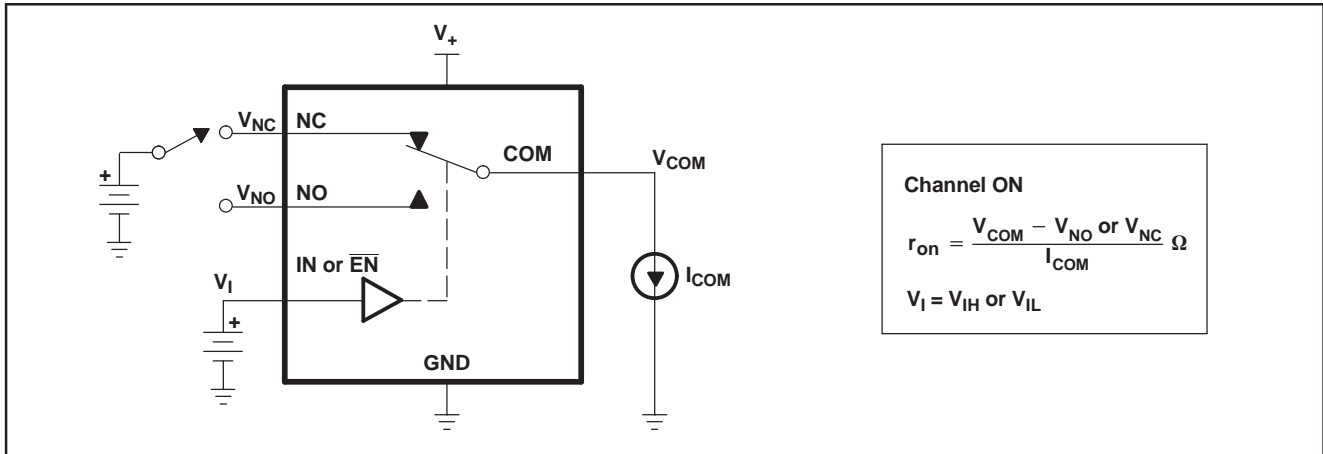 V+
VNC NC
COM VCOM
VNO NO
+
IN or EN
VI
+
ICOM
GND
Channel ON
ron = VCOM − VNO or VNC / ICOM Ω
VI = VIH or VIL